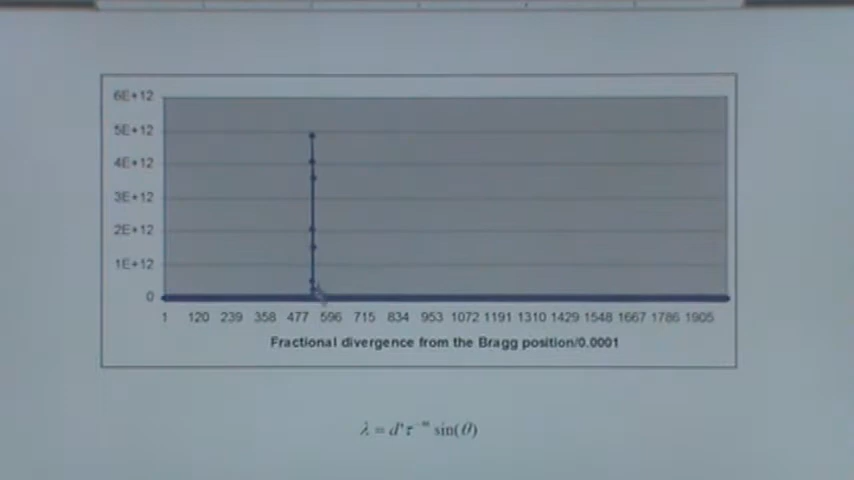 6E+12
5E+12
4E+12
3E+12
2E+12
1E+12
0
1 120 239 358 477 596 715 834 953 1072 1191 1310 1429 1548 1667 1786 1905
Fractional divergence from the Bragg position/0.0001
λ = d'τ⁻ᵐ sin(θ)